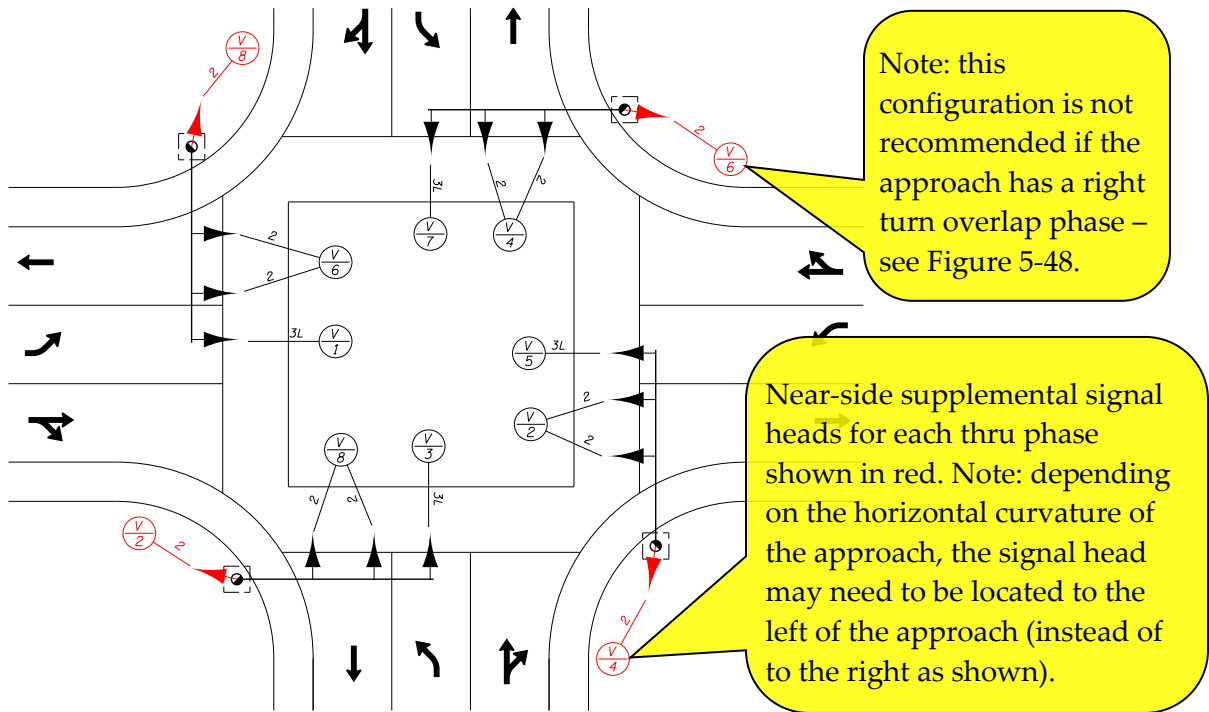 V
8
2
Note: this
configuration is not
recommended if the
approach has a right
turn overlap phase –
see Figure 5-48.
2
V
6
3L
2
2
V
7
V
4
2
V
6
2
3L
V
1
V
5
3L
2
V
2
2
Near-side supplemental signal
heads for each thru phase
shown in red. Note: depending
on the horizontal curvature of
the approach, the signal head
may need to be located to the
left of the approach (instead of
to the right as shown).
V
8
V
3
2
2
3L
V
2
2
2
V
4